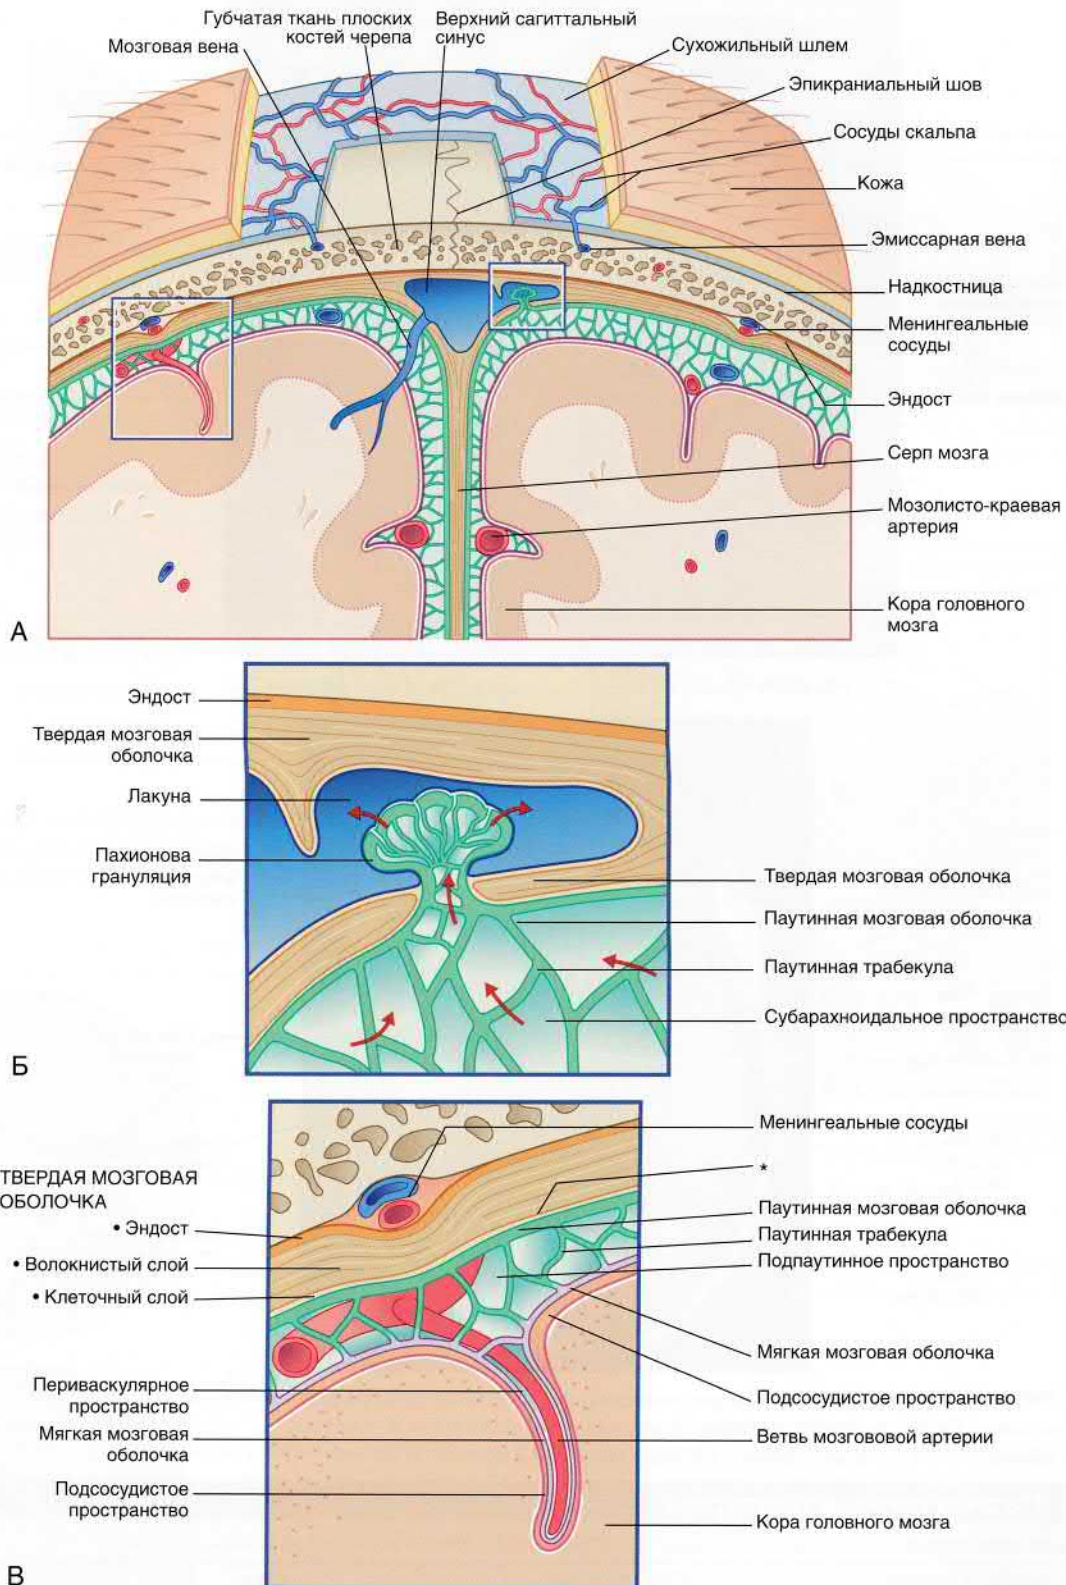 Губчатая ткань плоских
костей черепа
Верхний сагиттальный
синус
Мозговая вена
Сухожильный шлем
Эпикраниальный шов
Сосуды скальпа
Кожа
Эмиссарная вена
Надкостница
Менингеальные
сосуды
Эндост
Серп мозга
Мозолисто-краевая
артерия
Кора головного
мозга
А
Эндост
Твердая мозговая
оболочка
Лакуна
Пахионова
грануляция
Твердая мозговая оболочка
Паутинная мозговая оболочка
Паутинная трабекула
Субарахноидальное пространство
Б
Менингеальные сосуды
*
ТВЕРДАЯ МОЗГОВАЯ
ОБОЛОЧКА
• Эндост
• Волокнистый слой
• Клеточный слой
Паутинная мозговая оболочка
Паутинная трабекула
Подпаутинное пространство
Мягкая мозговая оболочка
Периваскулярное
пространство
Мягкая мозговая
оболочка
Подсосудистое
пространство
Подсосудистое пространство
Ветвь мозгововой артерии
Кора головного мозга
В